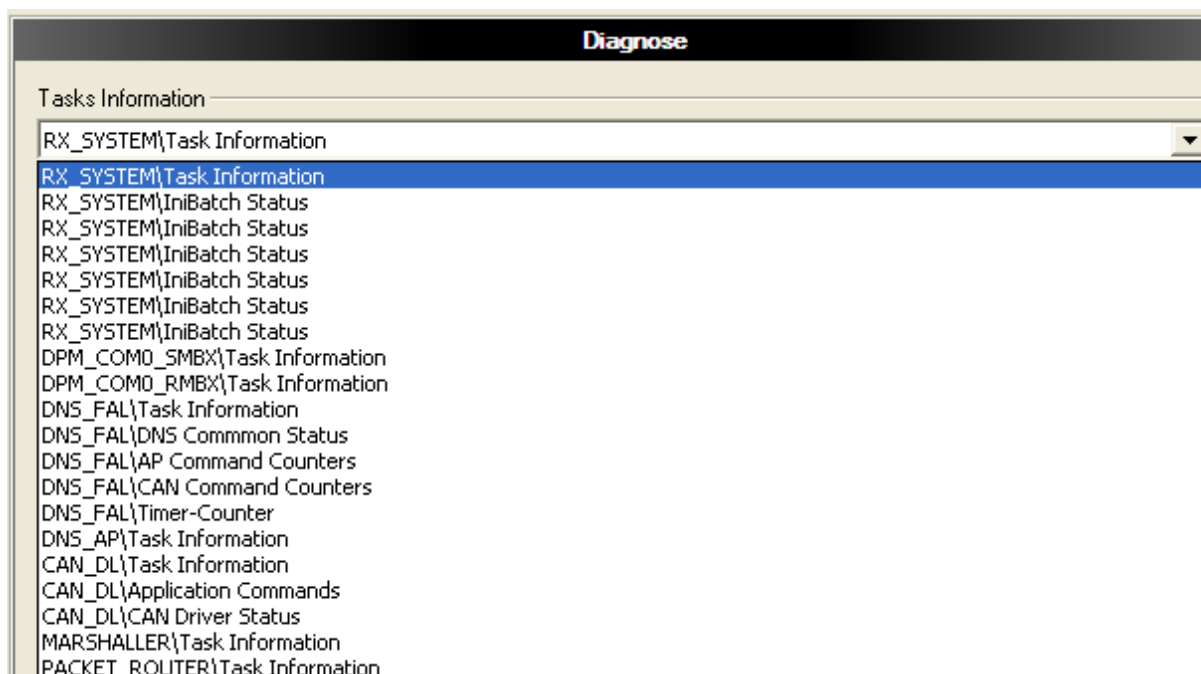 Diagnose
Tasks Information
RX_SYSTEM\Task Information
RX_SYSTEM\Task Information
RX_SYSTEM\IniBatch Status
RX_SYSTEM\IniBatch Status
RX_SYSTEM\IniBatch Status
RX_SYSTEM\IniBatch Status
RX_SYSTEM\IniBatch Status
RX_SYSTEM\IniBatch Status
DPM_COM0_SMBX\Task Information
DPM_COM0_RMBX\Task Information
DNS_FAL\Task Information
DNS_FAL\DNS Commmon Status
DNS_FAL\AP Command Counters
DNS_FAL\CAN Command Counters
DNS_FAL\Timer-Counter
DNS_AP\Task Information
CAN_DL\Task Information
CAN_DL\Application Commands
CAN_DL\CAN Driver Status
MARSHALLER\Task Information
PACKET_ROUTER\Task Information